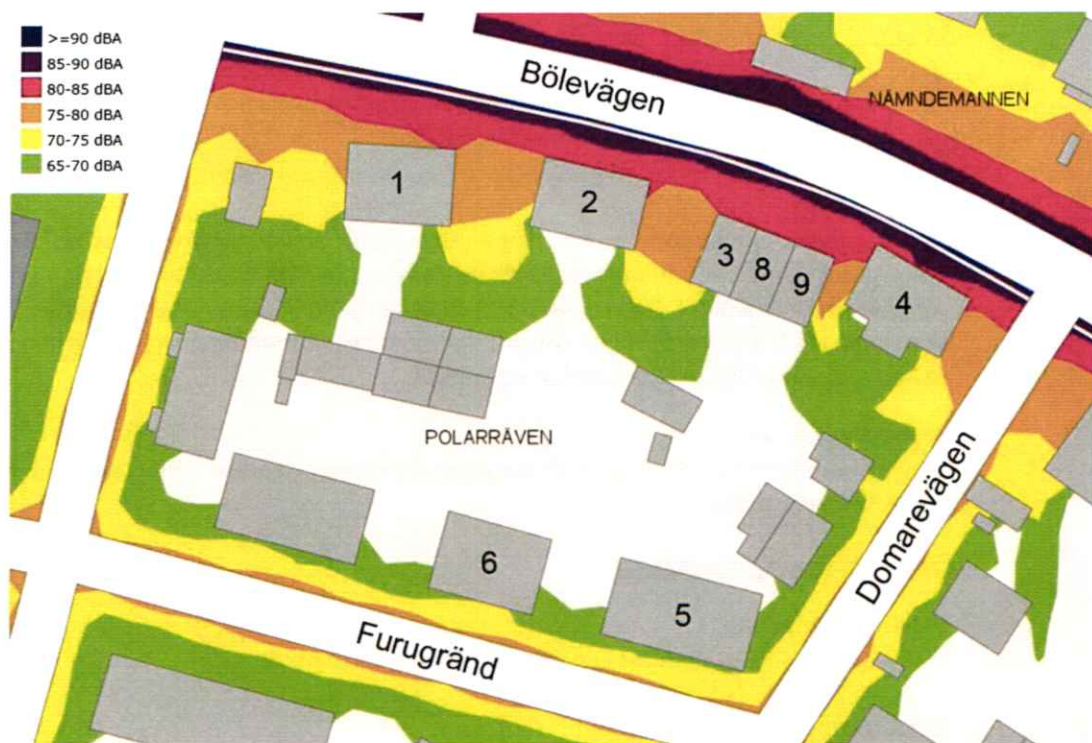 >=90 dBA
85-90 dBA
80-85 dBA
75-80 dBA
70-75 dBA
65-70 dBA
Bölevägen
NÄMNDEMANNEN
1
2
3
8
9
4
POLARRÄVEN
6
5
Furugränd
Domarevägen